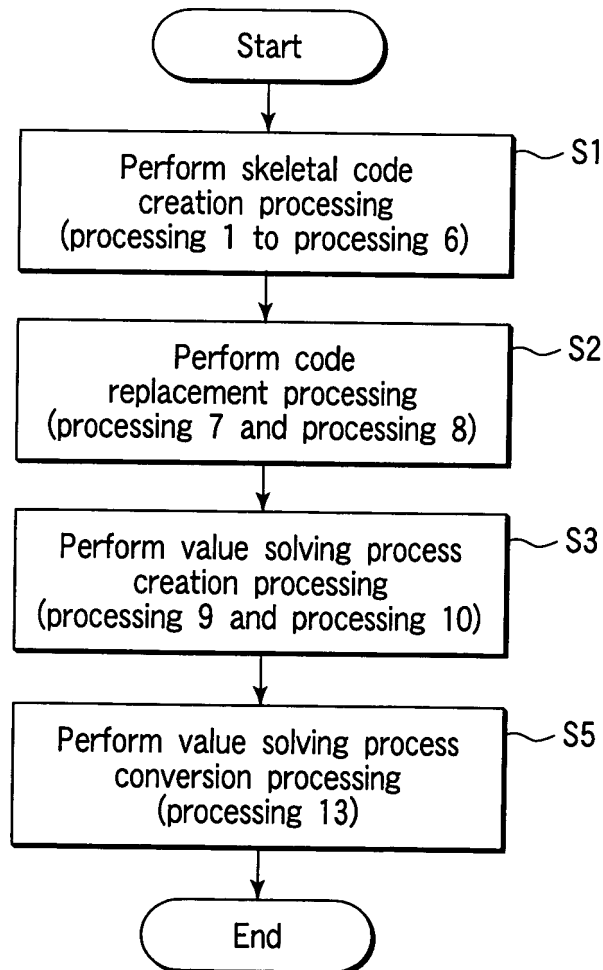 Start
Perform skeletal code
creation processing
(processing 1 to processing 6)
S1
Perform code
replacement processing
(processing 7 and processing 8)
S2
Perform value solving process
creation processing
(processing 9 and processing 10)
S3
Perform value solving process
conversion processing
(processing 13)
S5
End